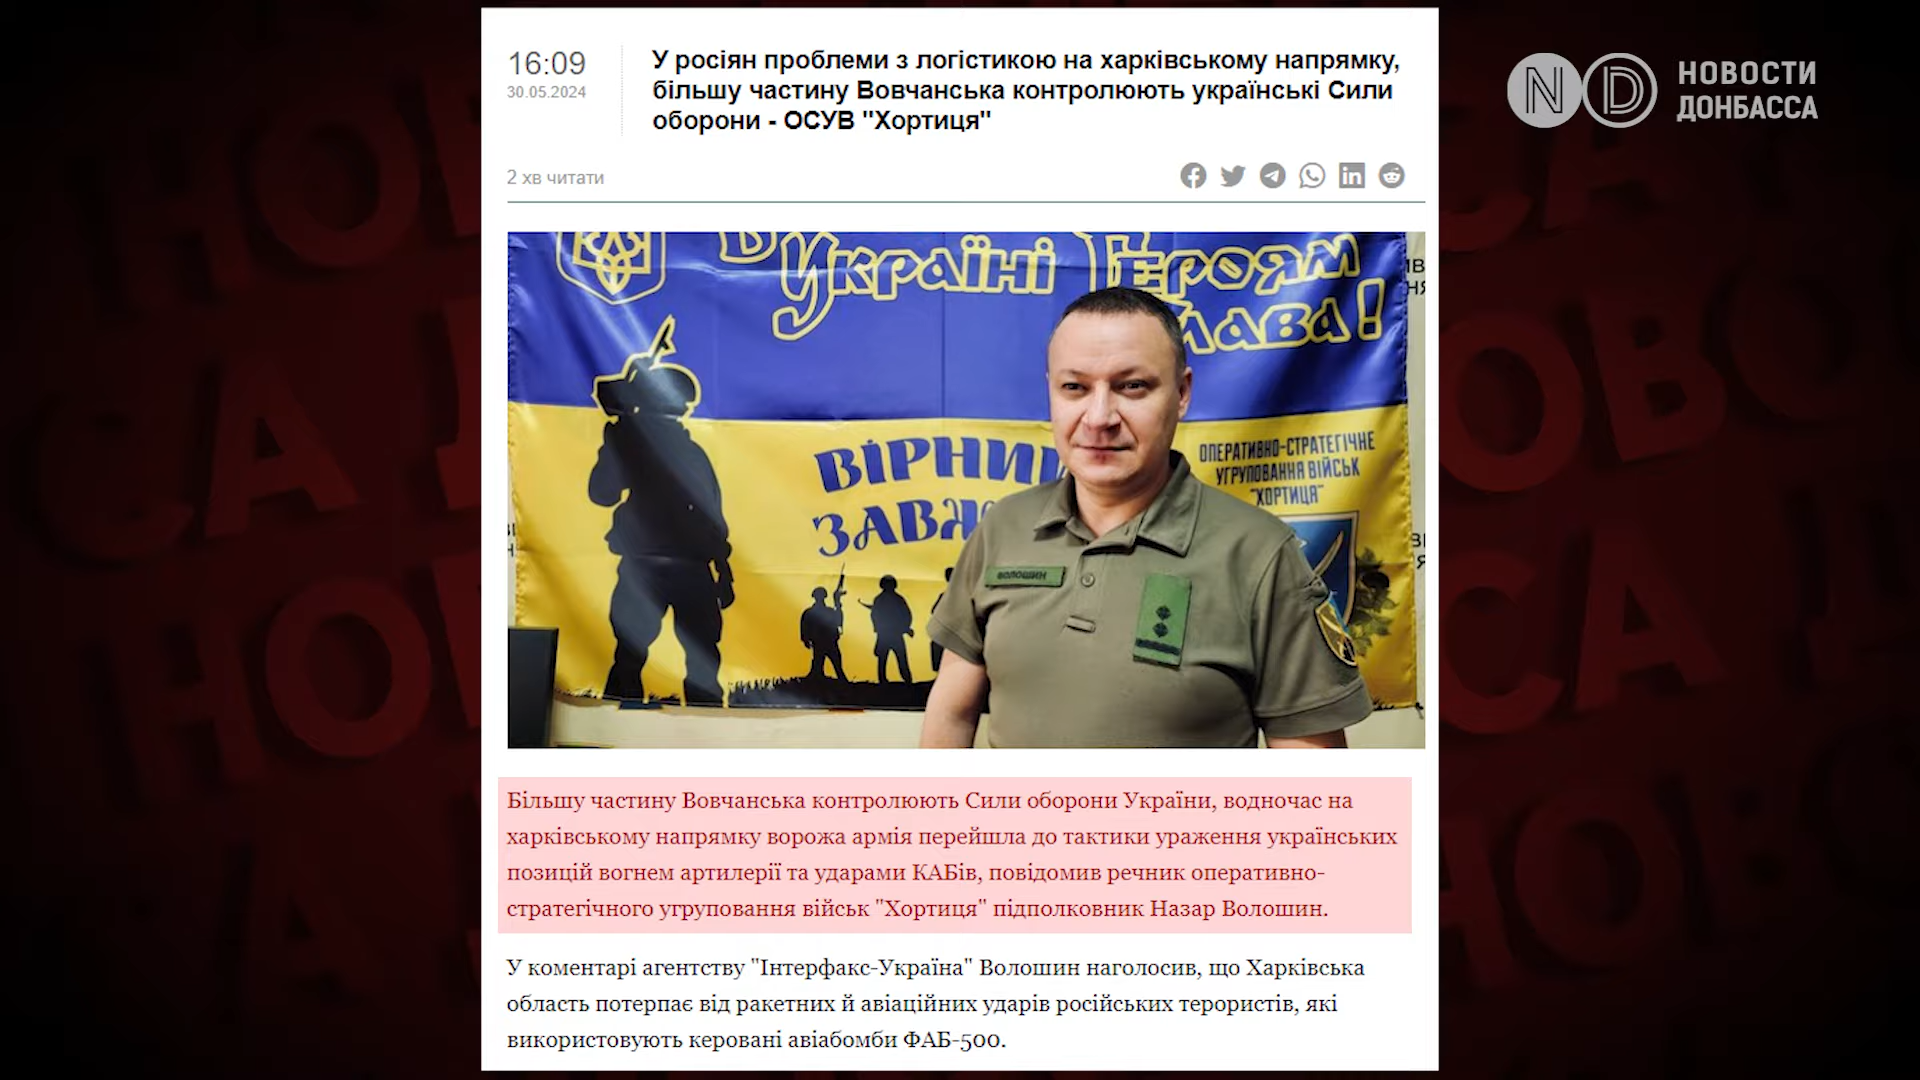 16:09
30.05.2024
У росіян проблеми з логістикою на харківському напрямку,
більшу частину Вовчанська контролюють українські Сили
оборони - ОСУВ "Хортиця"
ND
НОВОСТИ
ДОНБАССА
2 хв читати
Україні Героям
Слава!
ВІРНИЙ
ЗАВЖ
ОПЕРАТИВНО-СТРАТЕГІЧНЕ
УГРУПОВАННЯ ВІЙСЬК
"ХОРТИЦЯ"
ВОЛОШИН
Більшу частину Вовчанська контролюють Сили оборони України, водночас на
харківському напрямку ворожа армія перейшла до тактики ураження українських
позицій вогнем артилерії та ударами КАБів, повідомив речник оперативно-
стратегічного угруповання військ "Хортиця" підполковник Назар Волошин.
У коментарі агентству "Інтерфакс-Україна" Волошин наголосив, що Харківська
область потерпає від ракетних й авіаційних ударів російських терористів, які
використовують керовані авіабомби ФАБ-500.